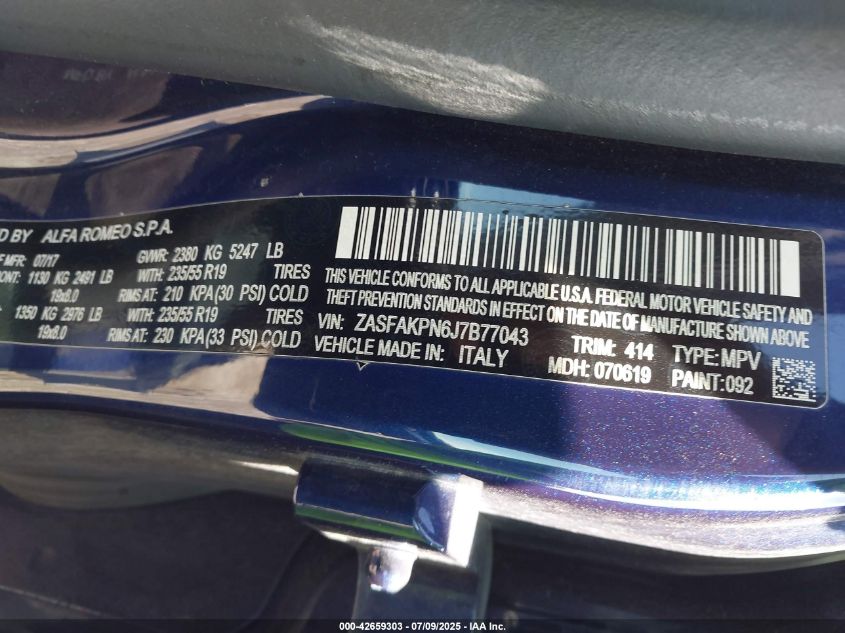 D BY ALFA ROMEO S.P.A.
F MFR: 07/17 GVWR: 2380 KG 5247 LB
ONT: 1130 KG 2491 LB WITH: 235/55 R19 TIRES
19x8.0 RIMS AT: 210 KPA(30 PSI) COLD
1350 KG 2976 LB WITH: 235/55 R19 TIRES
19x8.0 RIMS AT: 230 KPA(33 PSI) COLD
THIS VEHICLE CONFORMS TO ALL APPLICABLE U.S.A. FEDERAL MOTOR VEHICLE SAFETY AND
THEFT PREVENTION STANDARDS IN EFFECT ON THE DATE OF MANUFACTURE SHOWN ABOVE
VIN: ZASFAKPN6J7B77043 TRIM: 414 TYPE: MPV
VEHICLE MADE IN: ITALY MDH: 070619 PAINT: 092
000-42659303 - 07/09/2025 - IAA Inc.